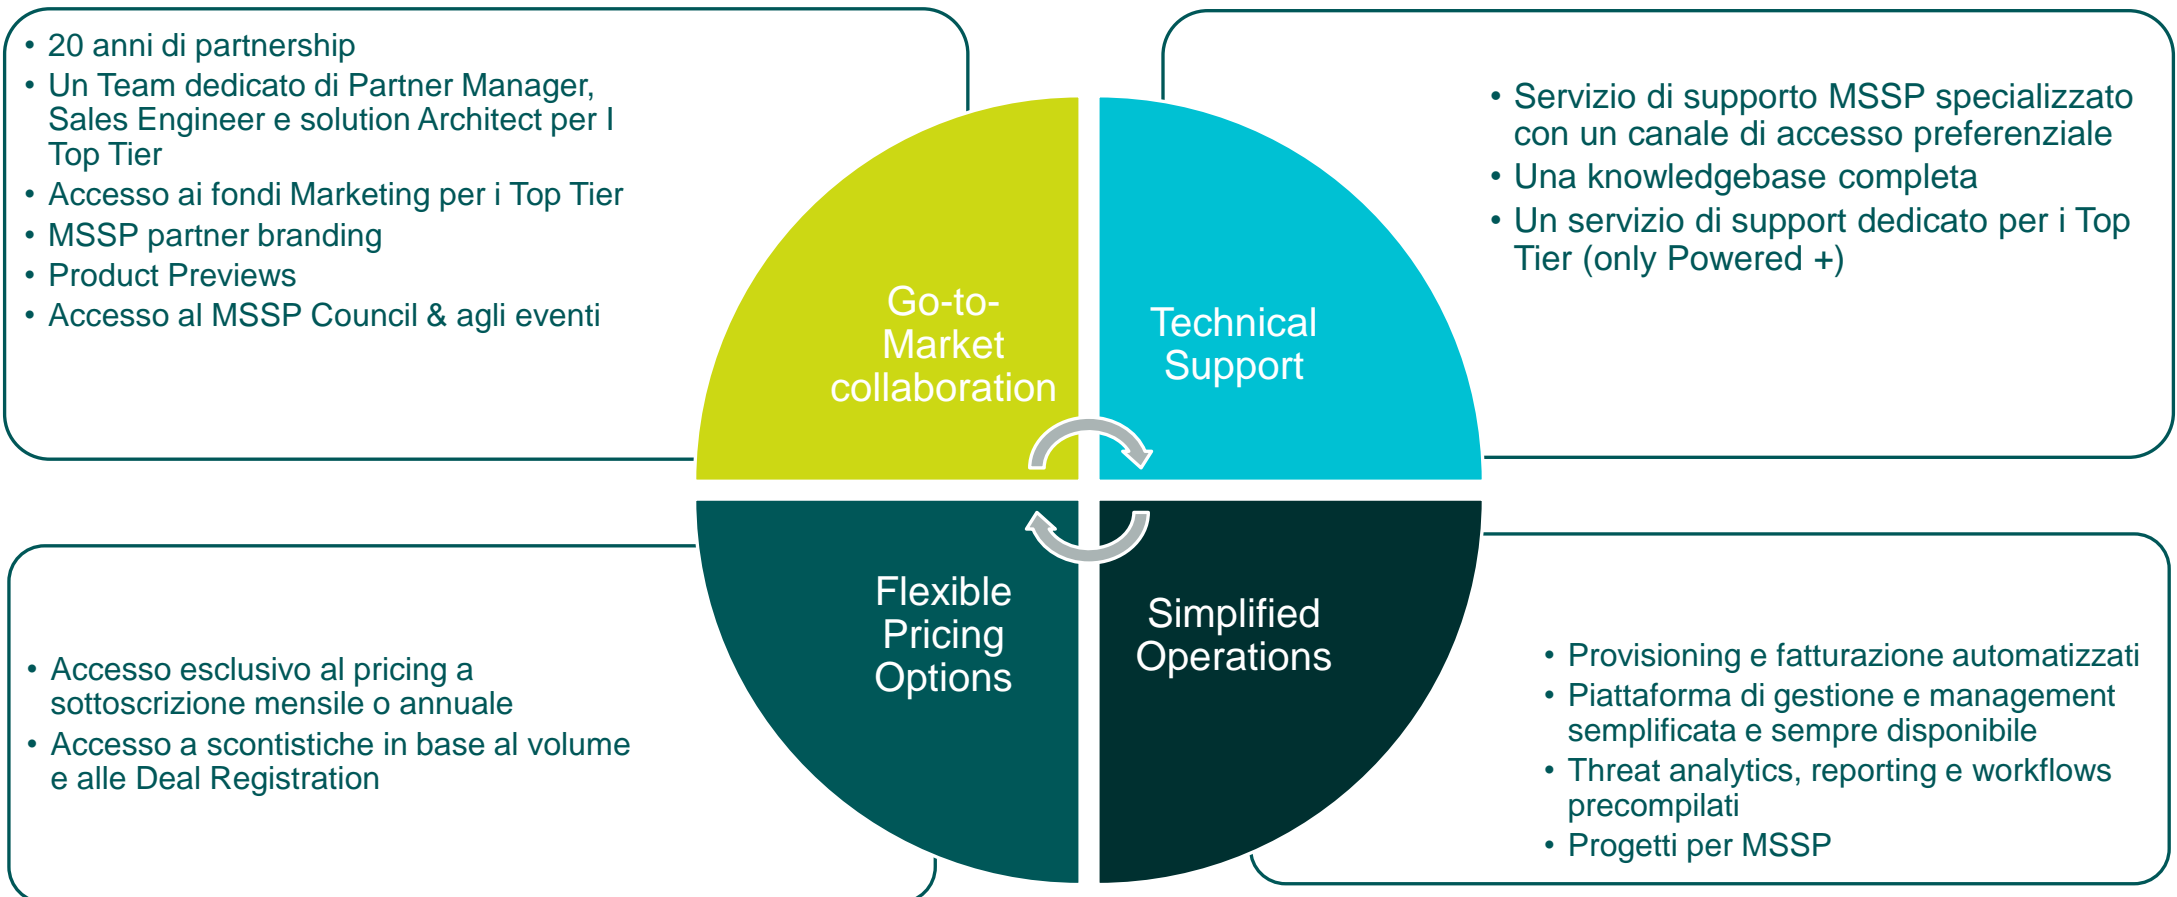 • 20 anni di partnership
• Un Team dedicato di Partner Manager,
Sales Engineer e solution Architect per I
Top Tier
• Accesso ai fondi Marketing per i Top Tier
• MSSP partner branding
• Product Previews
• Accesso al MSSP Council & agli eventi
Go-to-
Market
collaboration
Technical
Support
• Servizio di supporto MSSP specializzato
con un canale di accesso preferenziale
• Una knowledgebase completa
• Un servizio di support dedicato per i Top
Tier (only Powered +)
• Accesso esclusivo al pricing a
sottoscrizione mensile o annuale
• Accesso a scontistiche in base al volume
e alle Deal Registration
Flexible
Pricing
Options
Simplified
Operations
• Provisioning e fatturazione automatizzati
• Piattaforma di gestione e management
semplificata e sempre disponibile
• Threat analytics, reporting e workflows
precompilati
• Progetti per MSSP